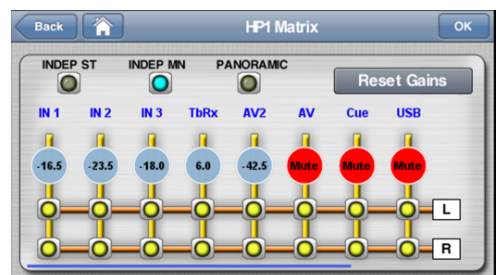 Back HP1 Matrix OK
INDEP ST INDEP MN PANORAMIC
Reset Gains
IN 1 IN 2 IN 3 TbRx AV2 AV Cue USB
-16.5 -23.5 -18.0 6.0 -42.5 Mute Mute Mute
L
R